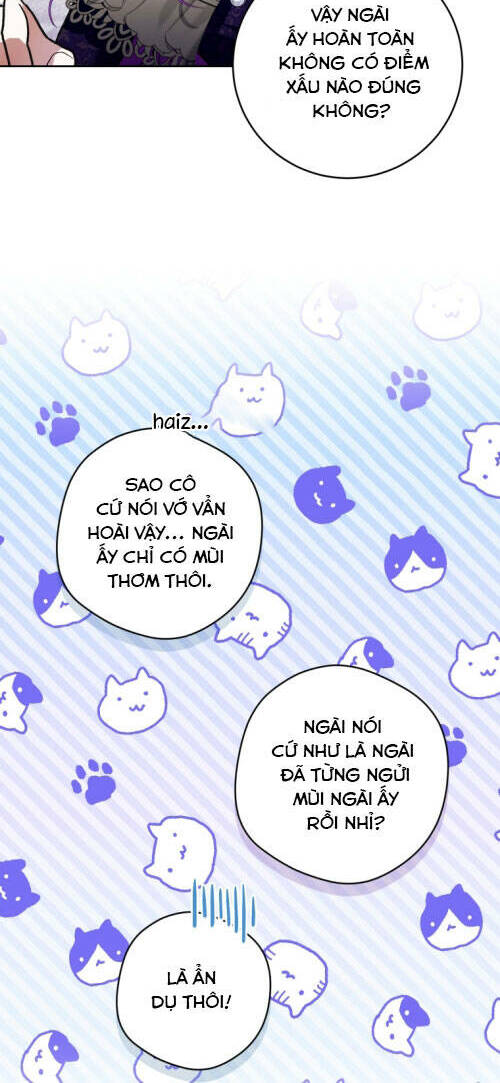 VẬY NGÀI
ẤY HOÀN TOÀN
KHÔNG CÓ ĐIỂM
XẤU NÀO ĐÚNG
KHÔNG?
haiz...
SAO CÔ
CỨ NÓI VỚ VẨN
HOÀI VẬY... NGÀI
ẤY CHỈ CÓ MÙI
THƠM THÔI.
NGÀI NÓI
CỨ NHƯ LÀ NGÀI
ĐÃ TỪNG NGỬI
MÙI NGÀI ẤY
RỒI NHỈ?
LÀ ẨN
DỤ THÔI!